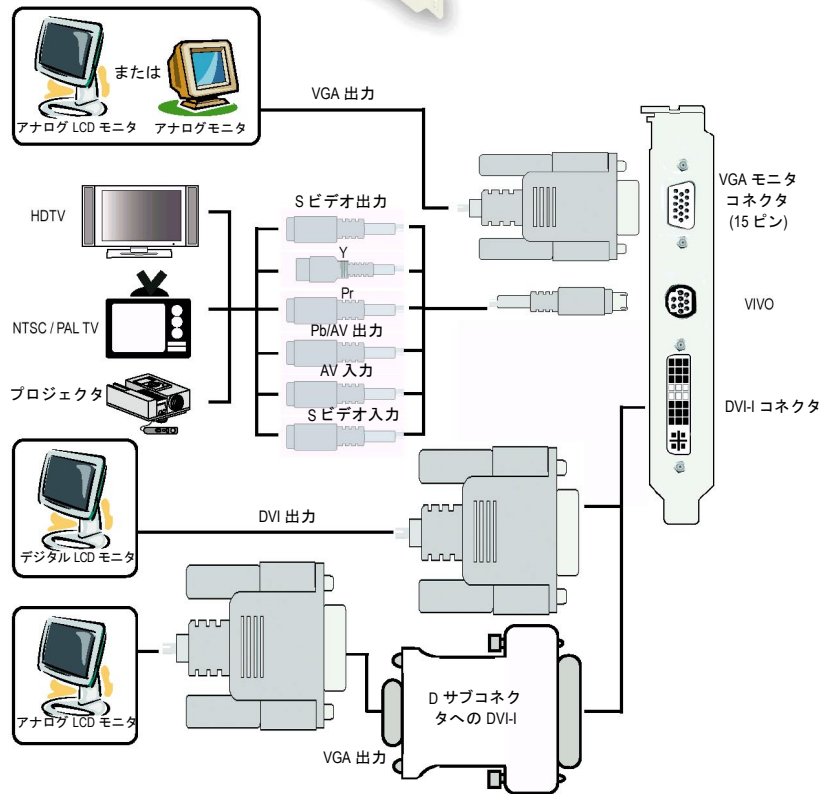 または
アナログ LCD モニタ
アナログモニタ
VGA 出力
VGA モニタ
コネクタ
(15 ピン)
HDTV
S ビデオ出力
Y
Pr
NTSC / PAL TV
Pb/AV 出力
VIVO
AV 入力
プロジェクタ
S ビデオ入力
DVI-I コネクタ
DVI 出力
デジタル LCD モニタ
D サブコネク
タへの DVI-I
アナログ LCD モニタ
VGA 出力